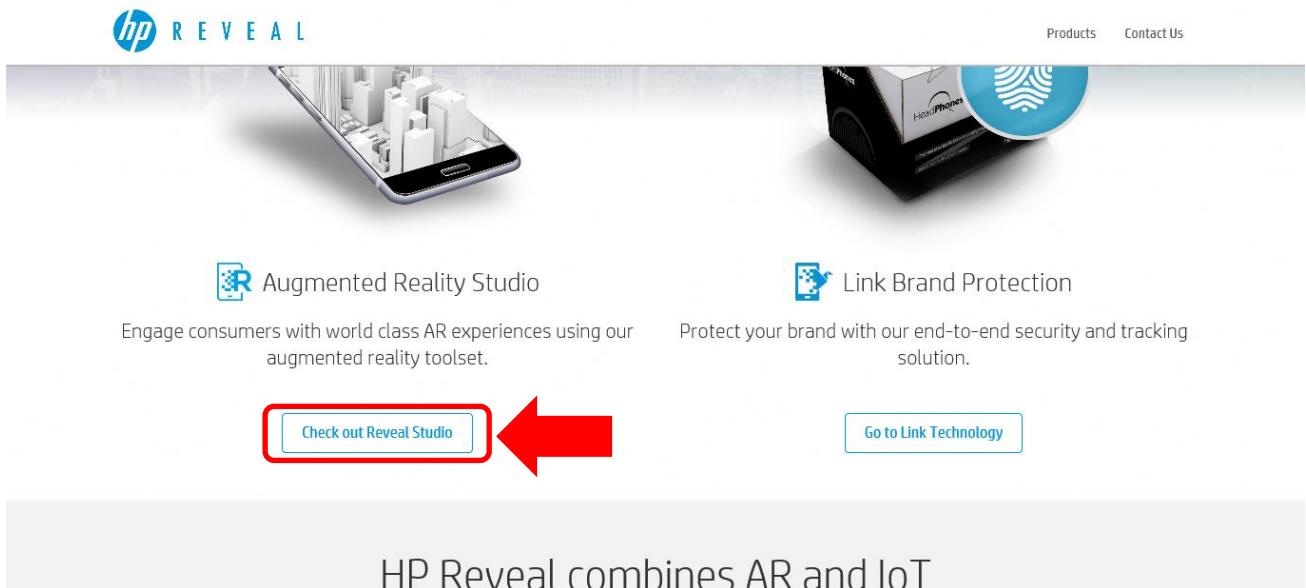 hp REVEAL
Products Contact Us
HeadPhones
Augmented Reality Studio
Engage consumers with world class AR experiences using our
augmented reality toolset.
Check out Reveal Studio
Link Brand Protection
Protect your brand with our end-to-end security and tracking
solution.
Go to Link Technology
HP Reveal combines AR and IoT